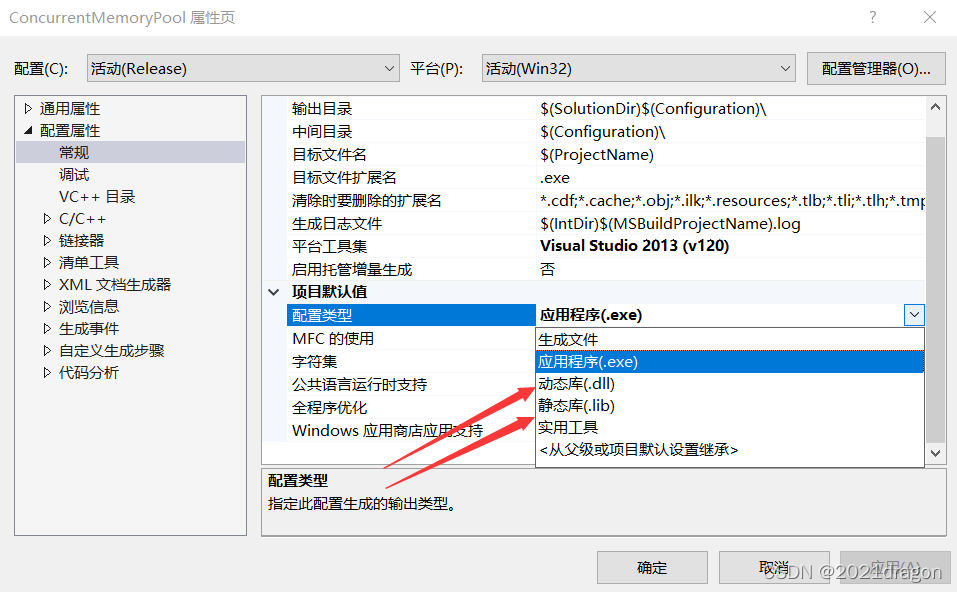 ConcurrentMemoryPool 属性页
配置(C): 活动(Release) 平台(P): 活动(Win32) 配置管理器(O)...
通用属性
配置属性
常规
调试
VC++ 目录
C/C++
链接器
清单工具
XML 文档生成器
浏览信息
生成事件
自定义生成步骤
代码分析
输出目录 $(SolutionDir)$(Configuration)\
中间目录 $(Configuration)\
目标文件名 $(ProjectName)
目标文件扩展名 .exe
清除时要删除的扩展名 *.cdf;*.cache;*.obj;*.ilk;*.resources;*.tlb;*.tli;*.tlh;*.tmp
生成日志文件 $(IntDir)$(MSBuildProjectName).log
平台工具集 Visual Studio 2013 (v120)
启用托管增量生成 否
项目默认值
配置类型 应用程序(.exe)
MFC 的使用
字符集
公共语言运行时支持
全程序优化
Windows 应用商店应用支持
生成文件
应用程序(.exe)
动态库(.dll)
静态库(.lib)
实用工具
<从父级或项目默认设置继承>
配置类型
指定此配置生成的输出类型。
确定 取消 应用(A)
CSDN @2021dragon